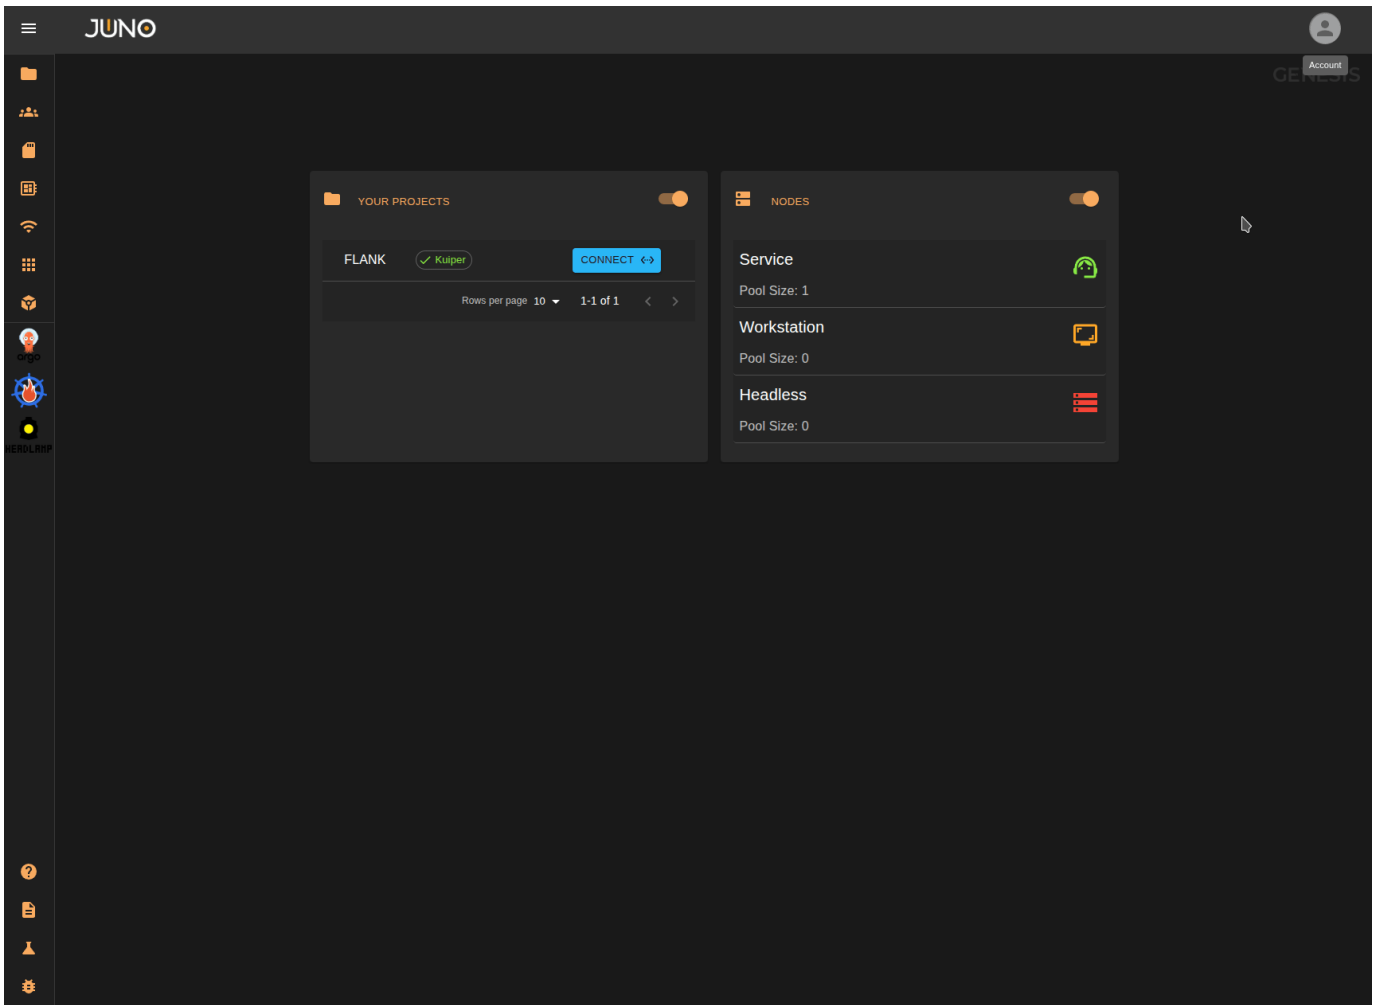 JUNO
Account
GENESIS
YOUR PROJECTS
FLANK
Kuiper
CONNECT
Rows per page 10
1-1 of 1
NODES
Service
Pool Size: 1
Workstation
Pool Size: 0
Headless
Pool Size: 0
argo
HEADLAMP